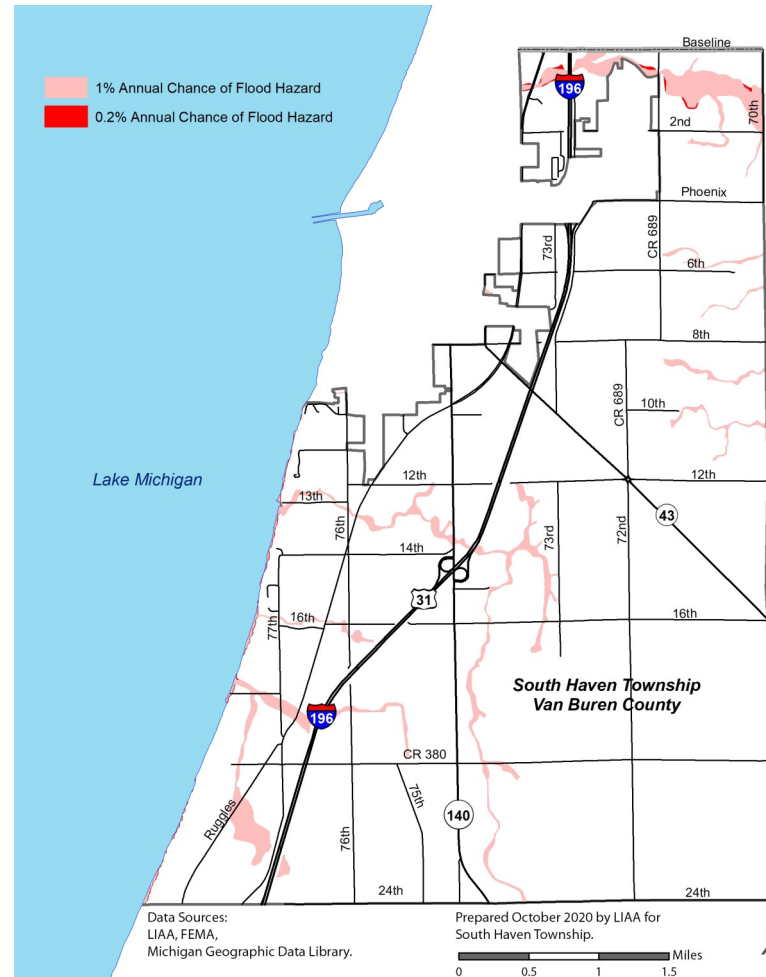 Baseline
1% Annual Chance of Flood Hazard
0.2% Annual Chance of Flood Hazard
196
2nd
70th
Phoenix
CR 689
73rd
6th
8th
CR 689
10th
Lake Michigan
12th
12th
13th
76th
43
14th
73rd
72nd
31
16th
16th
77th
South Haven Township
Van Buren County
196
CR 380
75th
Ruggles
76th
140
24th
24th
Data Sources:
LIAA, FEMA,
Michigan Geographic Data Library.
Prepared October 2020 by LIAA for
South Haven Township.
Miles
0 0.5 1 1.5